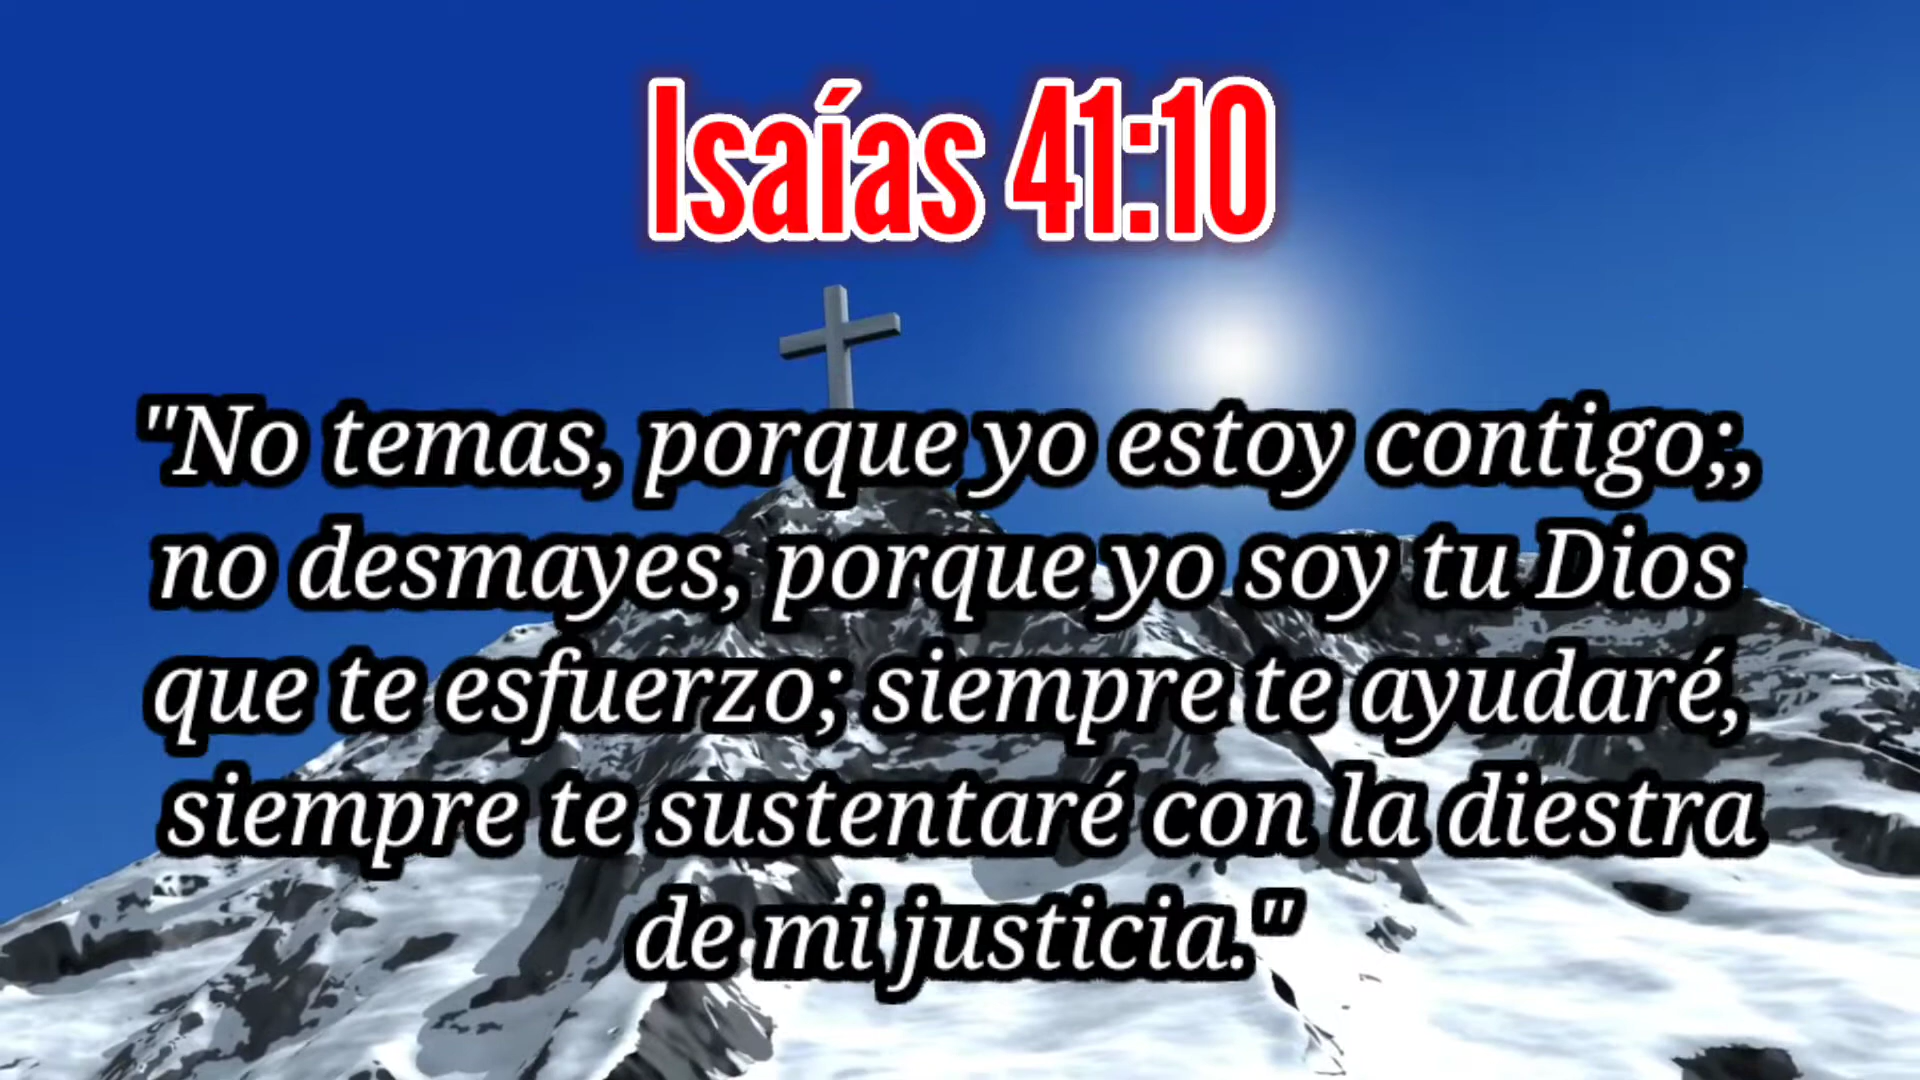 Isaías 41:10
"No temas, porque yo estoy contigo;,
no desmayes, porque yo soy tu Dios
que te esfuerzo; siempre te ayudaré,
siempre te sustentaré con la diestra
de mi justicia."